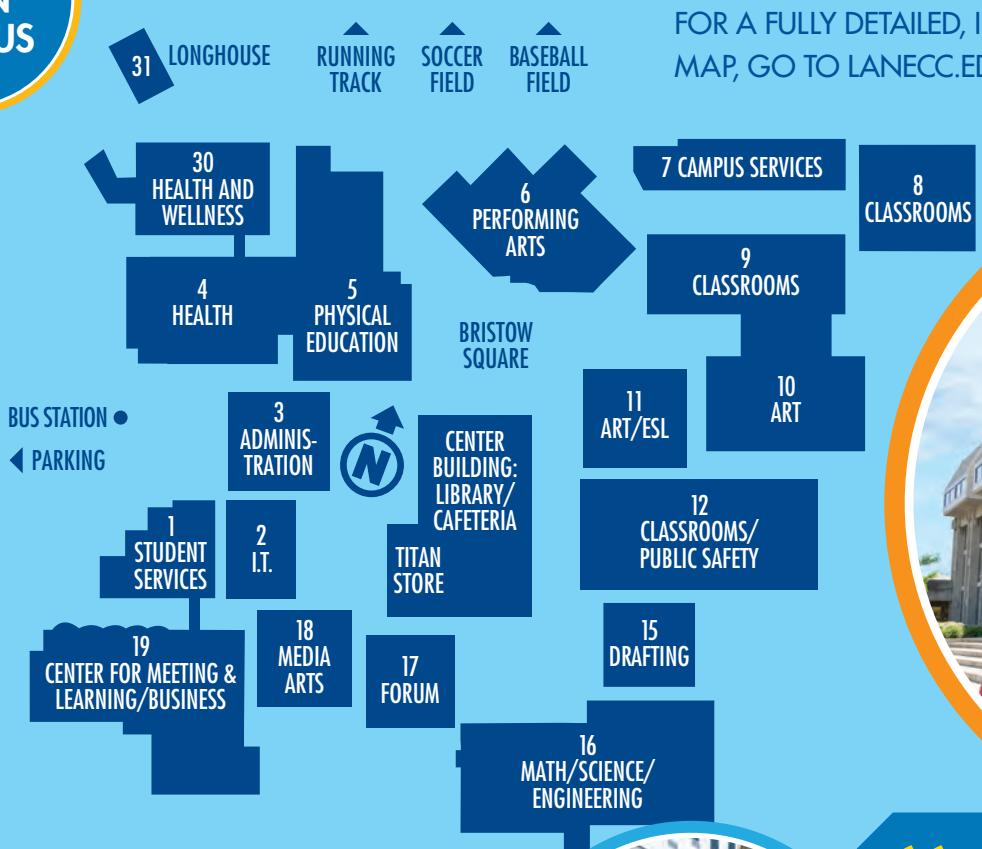 N
US
31 LONGHOUSE
RUNNING
TRACK
SOCCER
FIELD
BASEBALL
FIELD
FOR A FULLY DETAILED, I
MAP, GO TO LANECC.ED
30
HEALTH AND
WELLNESS
6
PERFORMING
ARTS
7 CAMPUS SERVICES
8
CLASSROOMS
4
HEALTH
5
PHYSICAL
EDUCATION
9
CLASSROOMS
BRISTOW
SQUARE
10
ART
11
ART/ESL
BUS STATION
PARKING
3
ADMINIS-
TRATION
N
CENTER
BUILDING:
LIBRARY/
CAFETERIA
TITAN
STORE
12
CLASSROOMS/
PUBLIC SAFETY
1
STUDENT
SERVICES
2
I.T.
19
CENTER FOR MEETING &
LEARNING/BUSINESS
18
MEDIA
ARTS
17
FORUM
15
DRAFTING
16
MATH/SCIENCE/
ENGINEERING